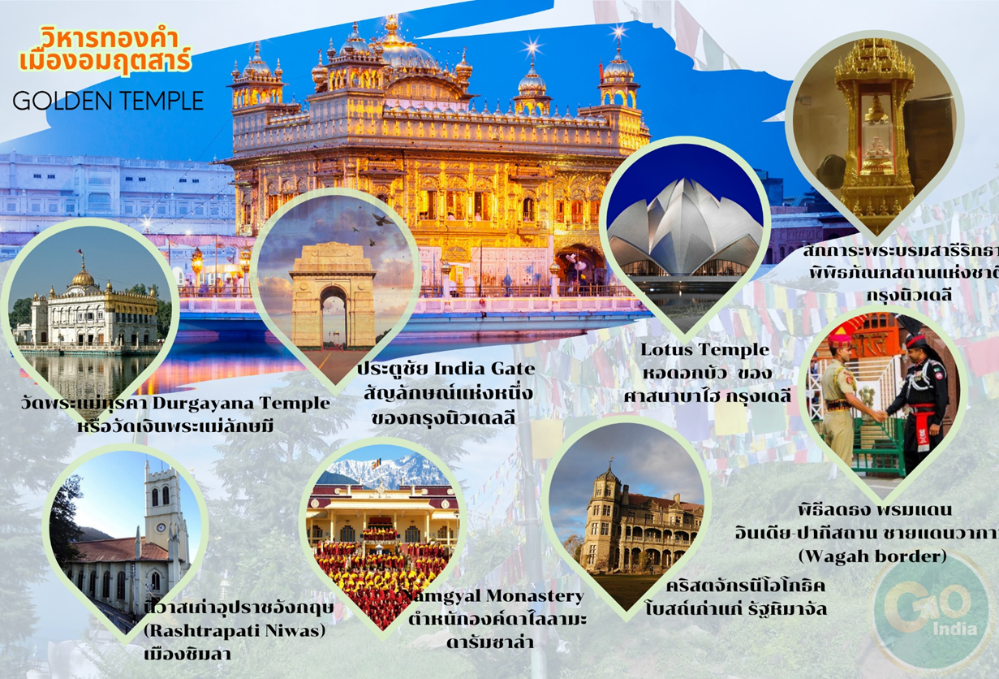 วิหารทองคำ
เมืองอมฤตสาร์
GOLDEN TEMPLE
สักการะพระบรมสารีริกธา
พิพิธภัณฑสถานแห่งชาต
กรุงนิวเดลี
ประตูชัย India Gate
สัญลักษณ์แห่งหนึ่ง
ของกรุงนิวเดลลี
Lotus Temple
หอดอกบัว ของ
ศาสนาบาไฮ กรุงเดลี
วัดพระแม่ทุรคา Durgayana Temple
หรือวัดเงินพระแม่ลักษมี
พิธีลดธง พรมแดน
อินเดีย-ปากีสถาน ชายแดนวากา
(Wagah border)
คริสตจักรนีโอโกธิค
โบสถ์เก่าแก่ รัฐหิมาจัล
นิวาสเก่าอุปราชอังกฤษ
(Rashtrapati Niwas)
เมืองชิมลา
Namgyal Monastery
ตำหนักองค์ดาไลลามะ
ดารัมซาล่า
GO
India